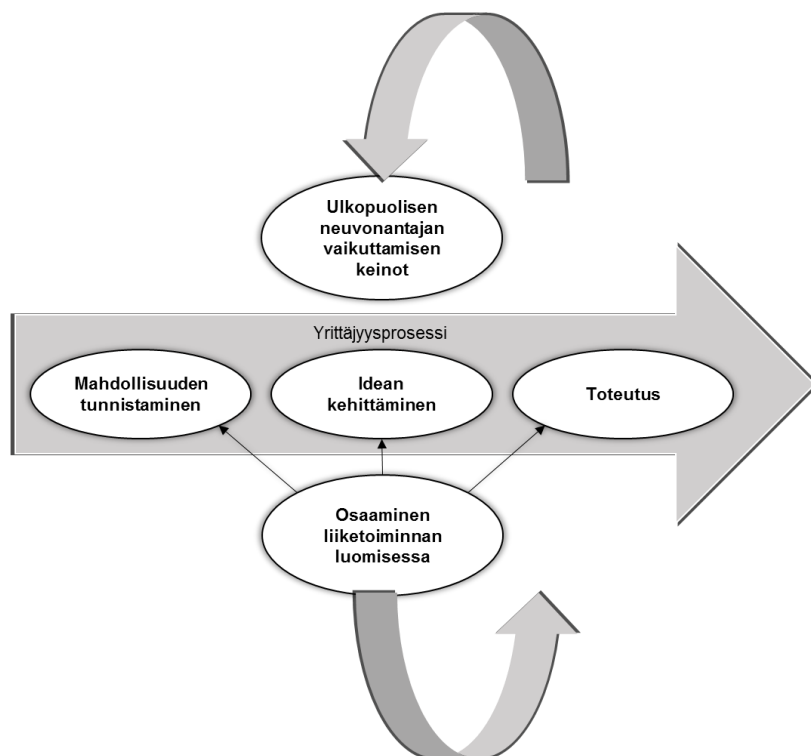 Ulkopuolisen
neuvonantajan
vaikuttamisen
keinot
Yrittäjyysprosessi
Mahdollisuuden
tunnistaminen
Idean
kehittäminen
Toteutus
Osaaminen
liiketoiminnan
luomisessa